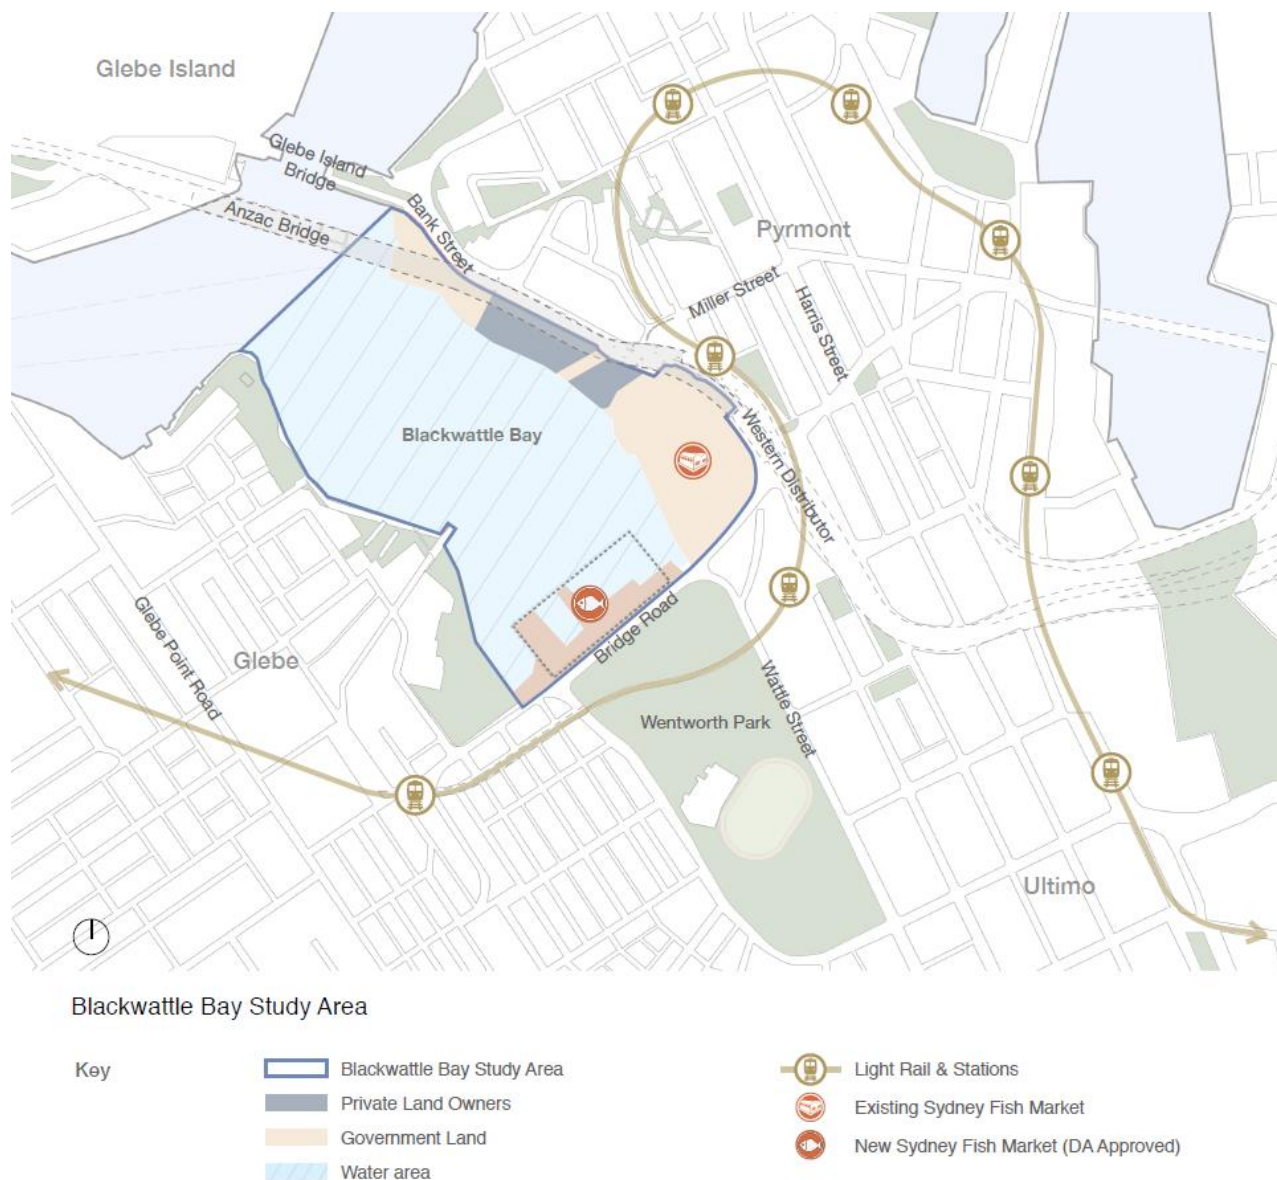 Glebe Island
Glebe Island
Bridge
Anzac Bridge
Bank Street
Pyrmont
Miller Street
Harris Street
Blackwattle Bay
Western Distributor
Bridge Road
Glebe Point Road
Glebe
Wentworth Park
Wattle Street
Ultimo
Blackwattle Bay Study Area
Key
Blackwattle Bay Study Area
Private Land Owners
Government Land
Water area
Light Rail & Stations
Existing Sydney Fish Market
New Sydney Fish Market (DA Approved)